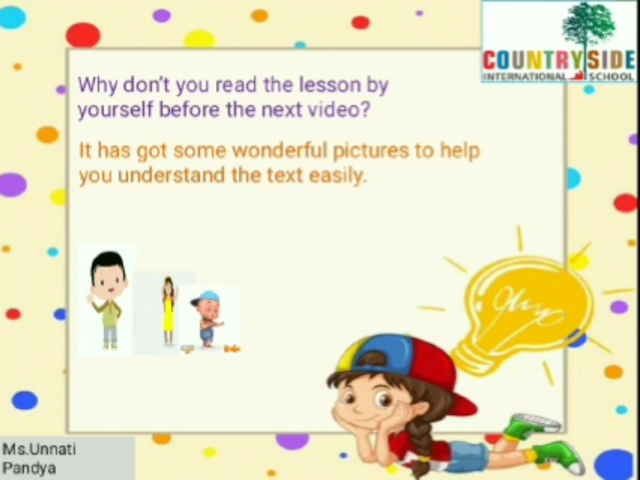 COUNTRYSIDE
INTERNATIONAL SCHOOL
Why don't you read the lesson by
yourself before the next video?
It has got some wonderful pictures to help
you understand the text easily.
Ms.Unnati
Pandya